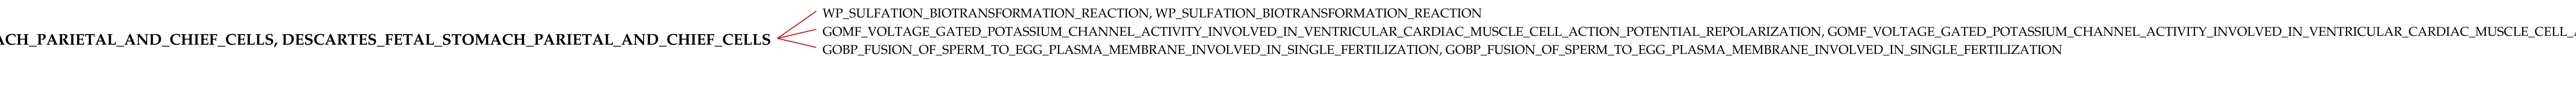 WP_SULFATION_BIOTRANSFORMATION_REACTION, WP_SULFATION_BIOTRANSFORMATION_REACTION
GOMF_VOLTAGE_GATED_POTASSIUM_CHANNEL_ACTIVITY_INVOLVED_IN_VENTRICULAR_CARDIAC_MUSCLE_CELL_ACTION_POTENTIAL_REPOLARIZATION, GOMF_VOLTAGE_GATED_POTASSIUM_CHANNEL_ACTIVITY_INVOLVED_IN_VENTRICULAR_CARDIAC_MUSCLE_CELL_
ACH_PARIETAL_AND_CHIEF_CELLS, DESCARTES_FETAL_STOMACH_PARIETAL_AND_CHIEF_CELLS
GOBP_FUSION_OF_SPERM_TO_EGG_PLASMA_MEMBRANE_INVOLVED_IN_SINGLE_FERTILIZATION, GOBP_FUSION_OF_SPERM_TO_EGG_PLASMA_MEMBRANE_INVOLVED_IN_SINGLE_FERTILIZATION